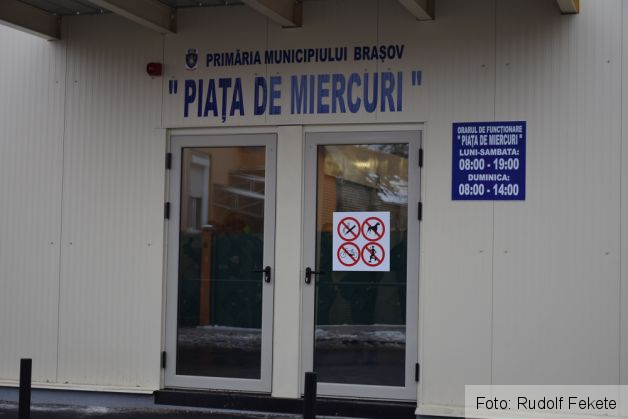 PRIMĂRIA MUNICIPIULUI BRAŞOV
" PIAŢA DE MIERCURI "
ORARUL DE FUNCŢIONARE
" PIAŢA DE MIERCURI "
LUNI-SAMBATA:
08:00 - 19:00
DUMINICA:
08:00 - 14:00
Foto: Rudolf Fekete